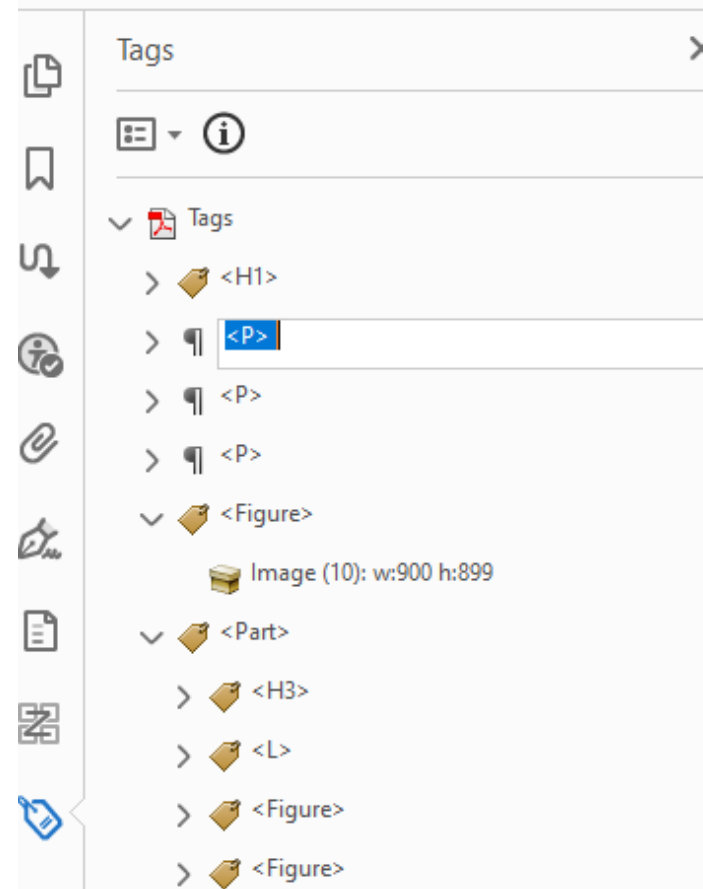 Tags
Tags
<H1>
<P>
<P>
<P>
<Figure>
Image (10): w:900 h:899
<Part>
<H3>
<L>
<Figure>
<Figure>